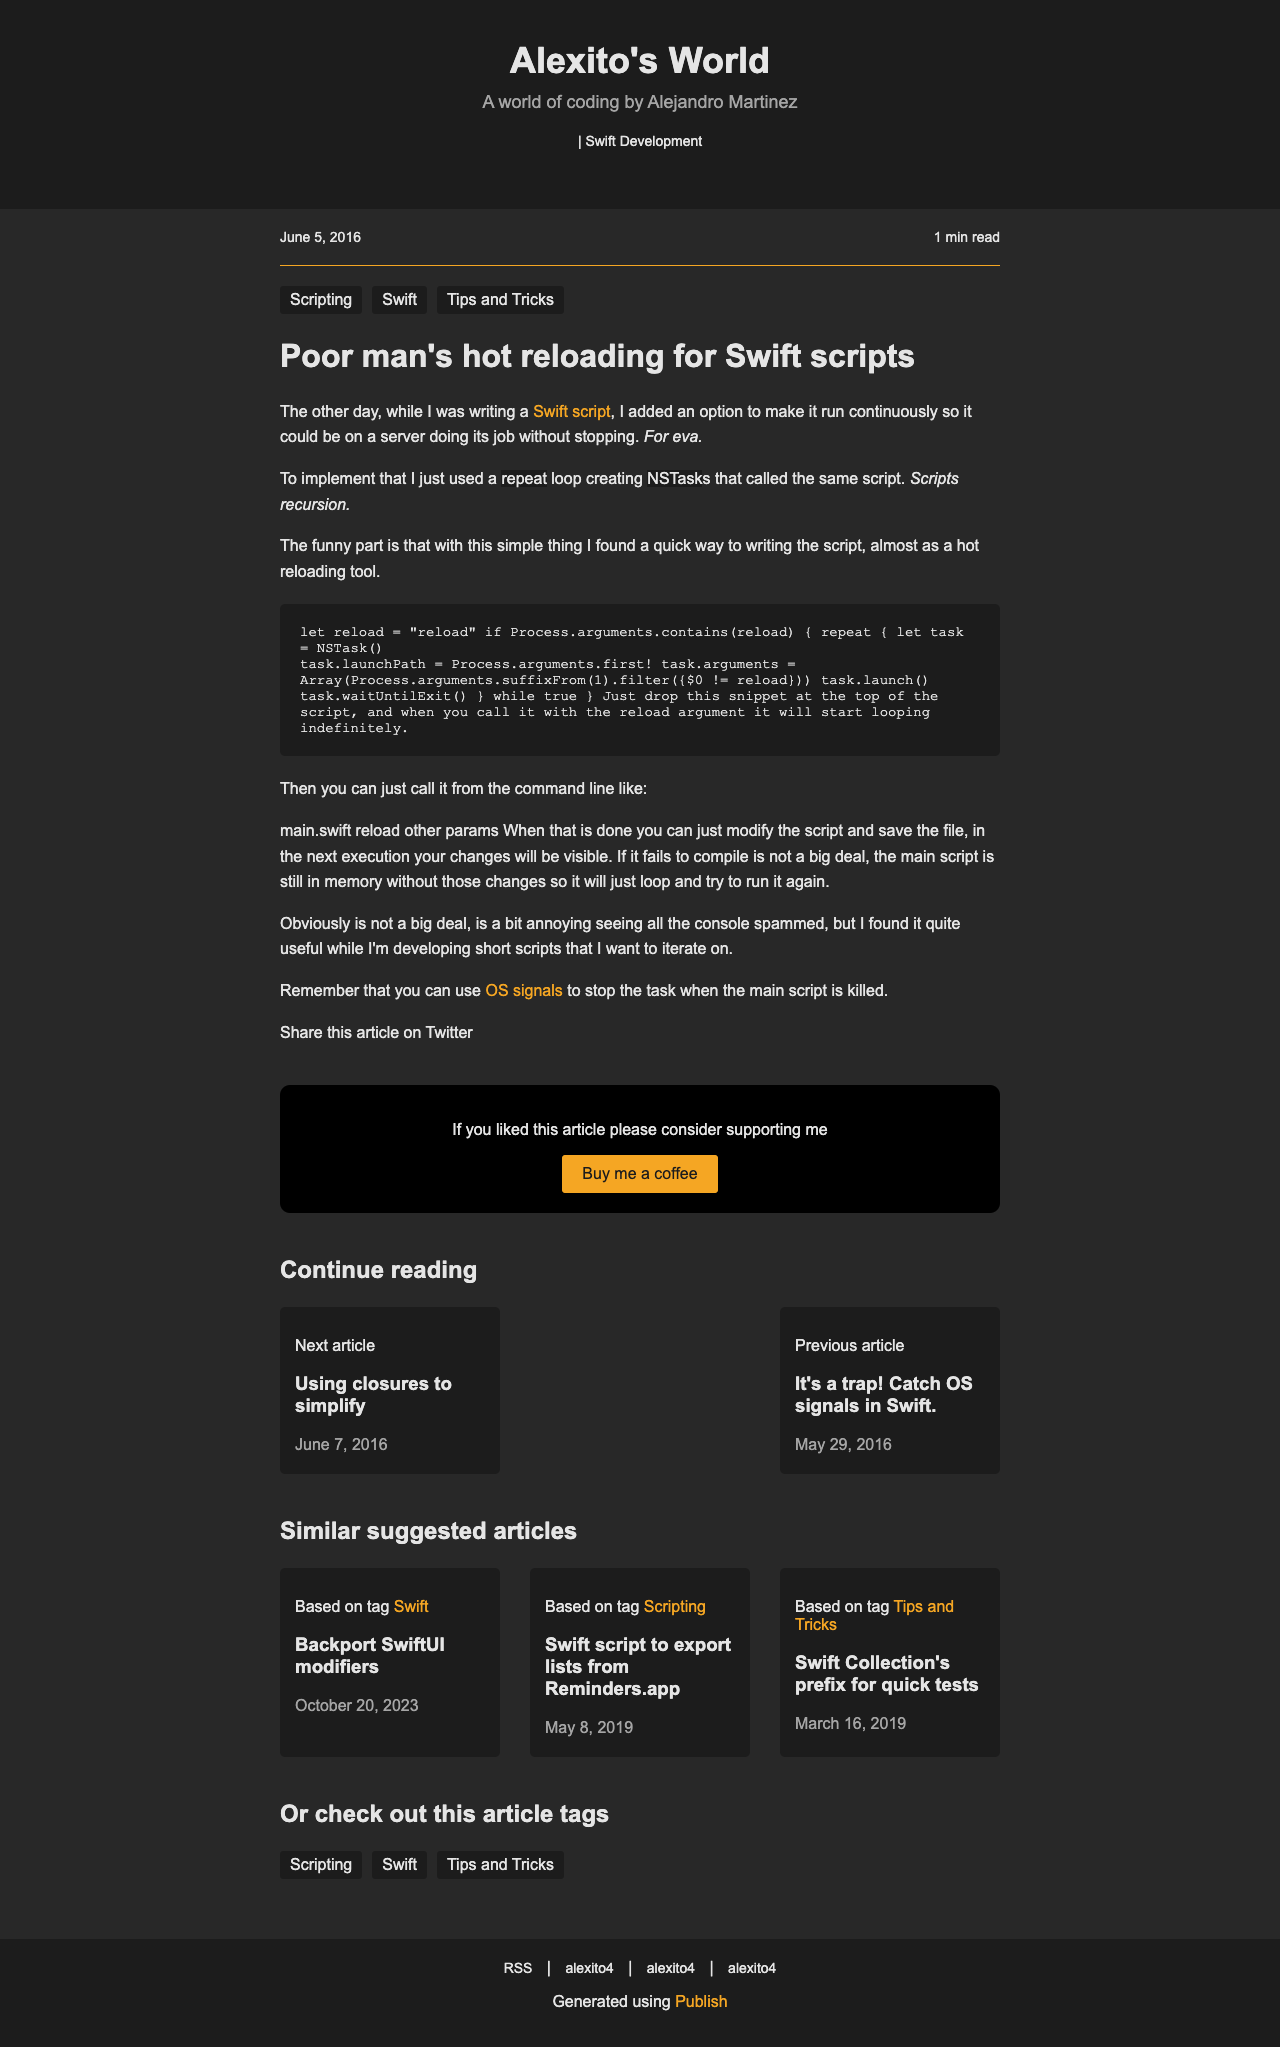 Alexito's World
A world of coding by Alejandro Martinez
| Swift Development
June 5, 2016
1 min read
Scripting Swift Tips and Tricks
Poor man's hot reloading for Swift scripts
The other day, while I was writing a Swift script, I added an option to make it run continuously so it
could be on a server doing its job without stopping. For eva.
To implement that I just used a repeat loop creating NSTasks that called the same script. Scripts
recursion.
The funny part is that with this simple thing I found a quick way to writing the script, almost as a hot
reloading tool.
let reload = "reload" if Process.arguments.contains(reload) { repeat { let task
= NSTask()
task.launchPath = Process.arguments.first! task.arguments =
Array(Process.arguments.suffixFrom(1).filter({$0 != reload})) task.launch()
task.waitUntilExit() } while true } Just drop this snippet at the top of the
script, and when you call it with the reload argument it will start looping
indefinitely.
Then you can just call it from the command line like:
main.swift reload other params When that is done you can just modify the script and save the file, in
the next execution your changes will be visible. If it fails to compile is not a big deal, the main script is
still in memory without those changes so it will just loop and try to run it again.
Obviously is not a big deal, is a bit annoying seeing all the console spammed, but I found it quite
useful while I'm developing short scripts that I want to iterate on.
Remember that you can use OS signals to stop the task when the main script is killed.
Share this article on Twitter
If you liked this article please consider supporting me
Buy me a coffee
Continue reading
Next article
Using closures to
simplify
June 7, 2016
Previous article
It's a trap! Catch OS
signals in Swift.
May 29, 2016
Similar suggested articles
Based on tag Swift
Backport SwiftUI
modifiers
October 20, 2023
Based on tag Scripting
Swift script to export
lists from
Reminders.app
May 8, 2019
Based on tag Tips and
Tricks
Swift Collection's
prefix for quick tests
March 16, 2019
Or check out this article tags
Scripting Swift Tips and Tricks
RSS | alexito4 | alexito4 | alexito4
Generated using Publish